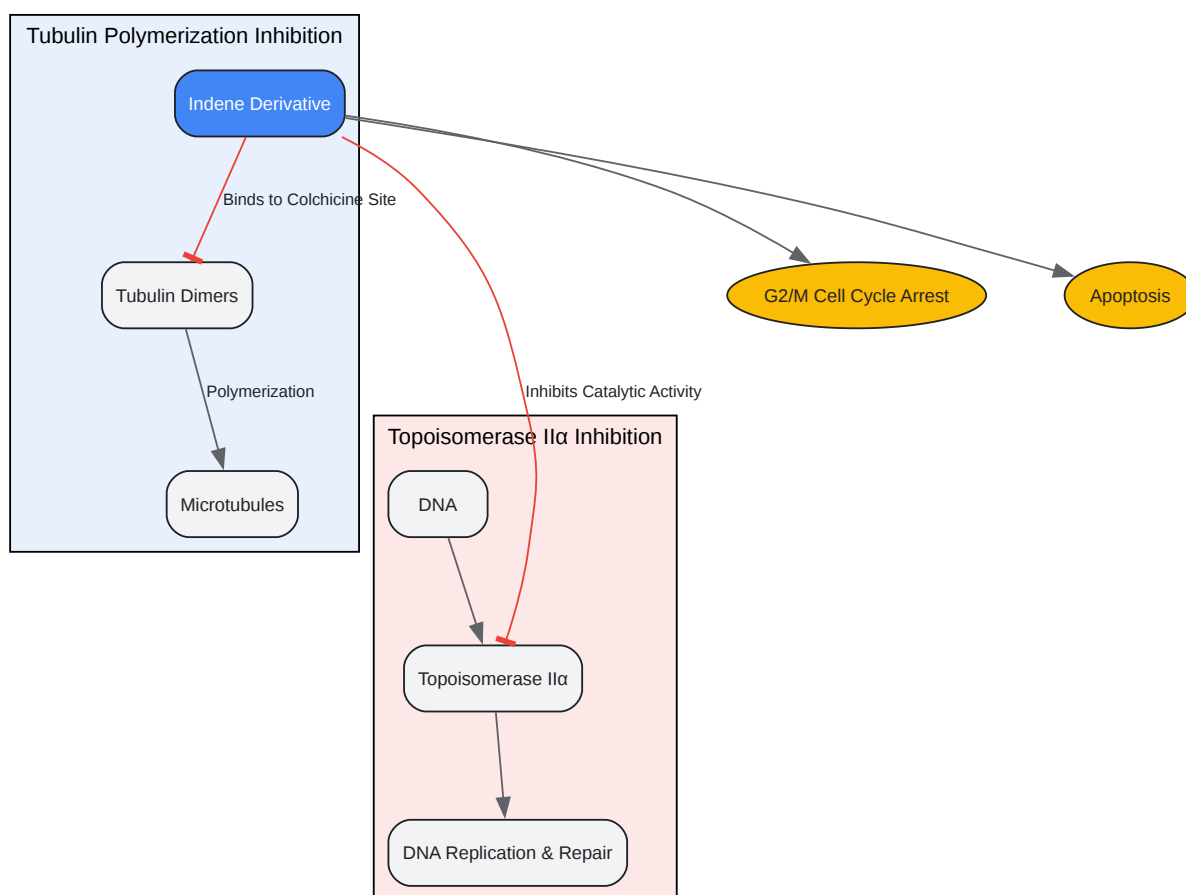 Tubulin Polymerization Inhibition
Indene Derivative
Binds to Colchicine Site
Tubulin Dimers
G2/M Cell Cycle Arrest
Apoptosis
Polymerization
Inhibits Catalytic Activity
Topoisomerase IIα Inhibition
Microtubules
DNA
Topoisomerase IIα
DNA Replication & Repair